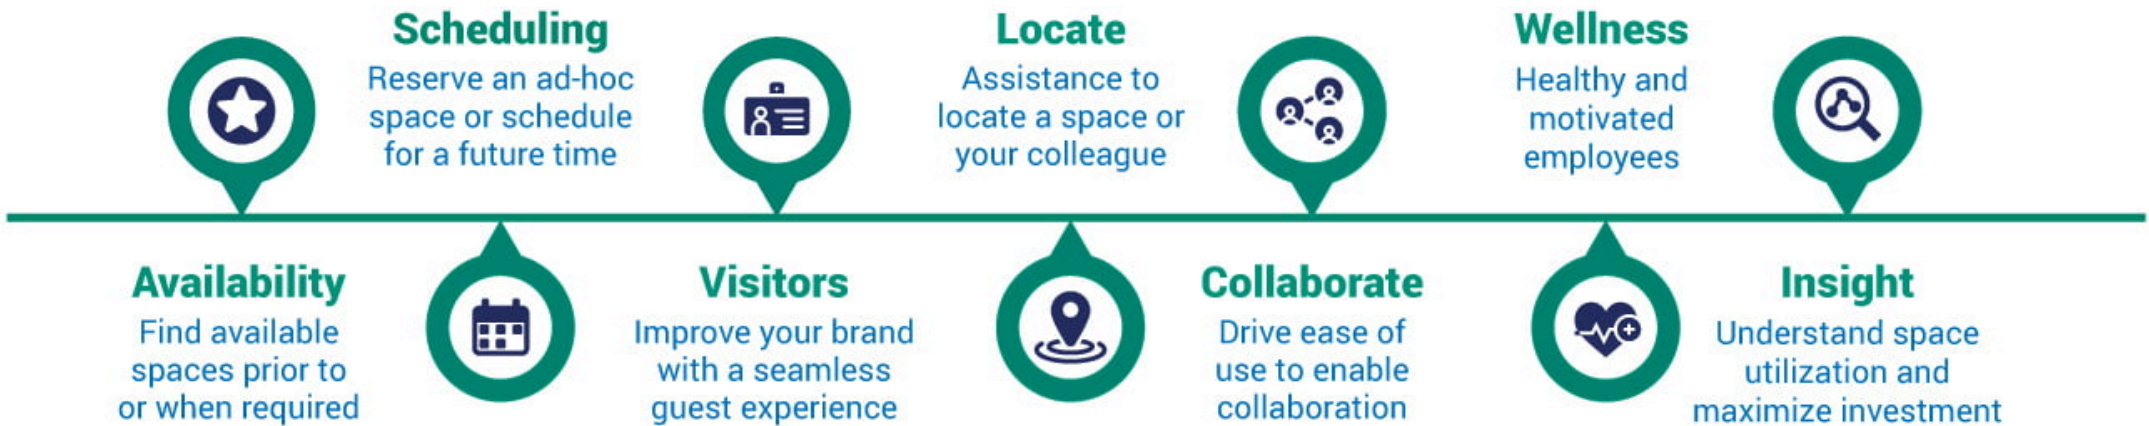 Availability
Find available
spaces prior to
or when required
Scheduling
Reserve an ad-hoc
space or schedule
for a future time
Visitors
Improve your brand
with a seamless
guest experience
Locate
Assistance to
locate a space or
your colleague
Collaborate
Drive ease of
use to enable
collaboration
Wellness
Healthy and
motivated
employees
Insight
Understand space
utilization and
maximize investment